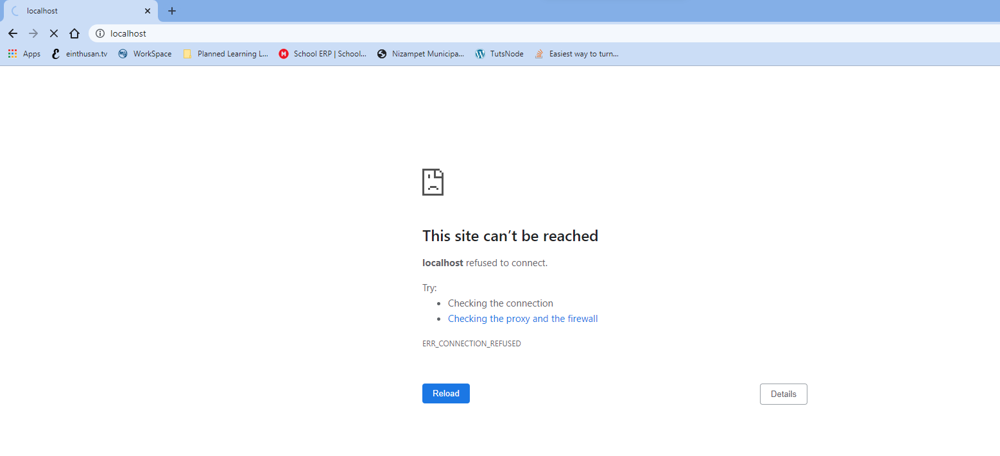 localhost
localhost
Apps einthusan.tv WorkSpace Planned Learning L... School ERP | School... Nizampet Municipa... TutsNode Easiest way to turn...
This site can’t be reached
localhost refused to connect.
Try:
• Checking the connection
• Checking the proxy and the firewall
ERR_CONNECTION_REFUSED
Reload Details